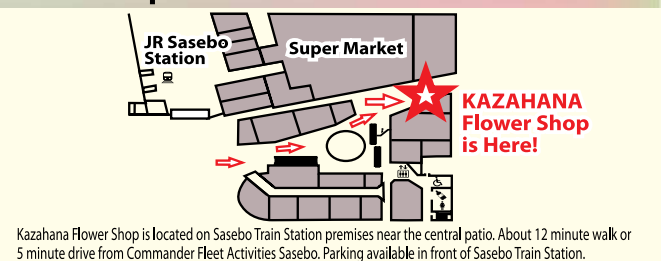 JR Sasebo
Station
Super Market
KAZAHANA
Flower Shop
is Here!
Kazahana Flower Shop is located on Sasebo Train Station premises near the central patio. About 12 minute walk or
5 minute drive from Commander Fleet Activities Sasebo. Parking available in front of Sasebo Train Station.